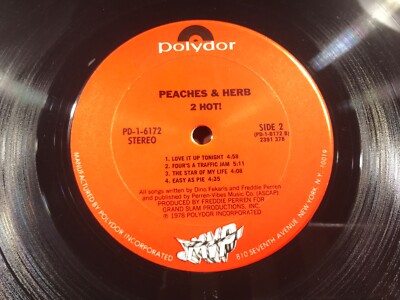 polydor
PEACHES & HERB
2 HOT!
PD-1-6172
STEREO
SIDE 2
(PD-1-6172 B)
2391 378
1. LOVE IT UP TONIGHT 4:55
2. FOUR'S A TRAFFIC JAM 5:11
3. THE STAR OF MY LIFE 4:08
4. EASY AS PIE 4:35
All songs written by Dino Fekaris and Freddie Perren
and published by Perren-Vibes Music Co. (ASCAP)
PRODUCED BY FREDDIE PERREN FOR
GRAND SLAM PRODUCTIONS, INC.
℗ 1978 POLYDOR INCORPORATED
MANUFACTURED BY POLYDOR INCORPORATED
810 SEVENTH AVENUE, NEW YORK, N.Y. 10019